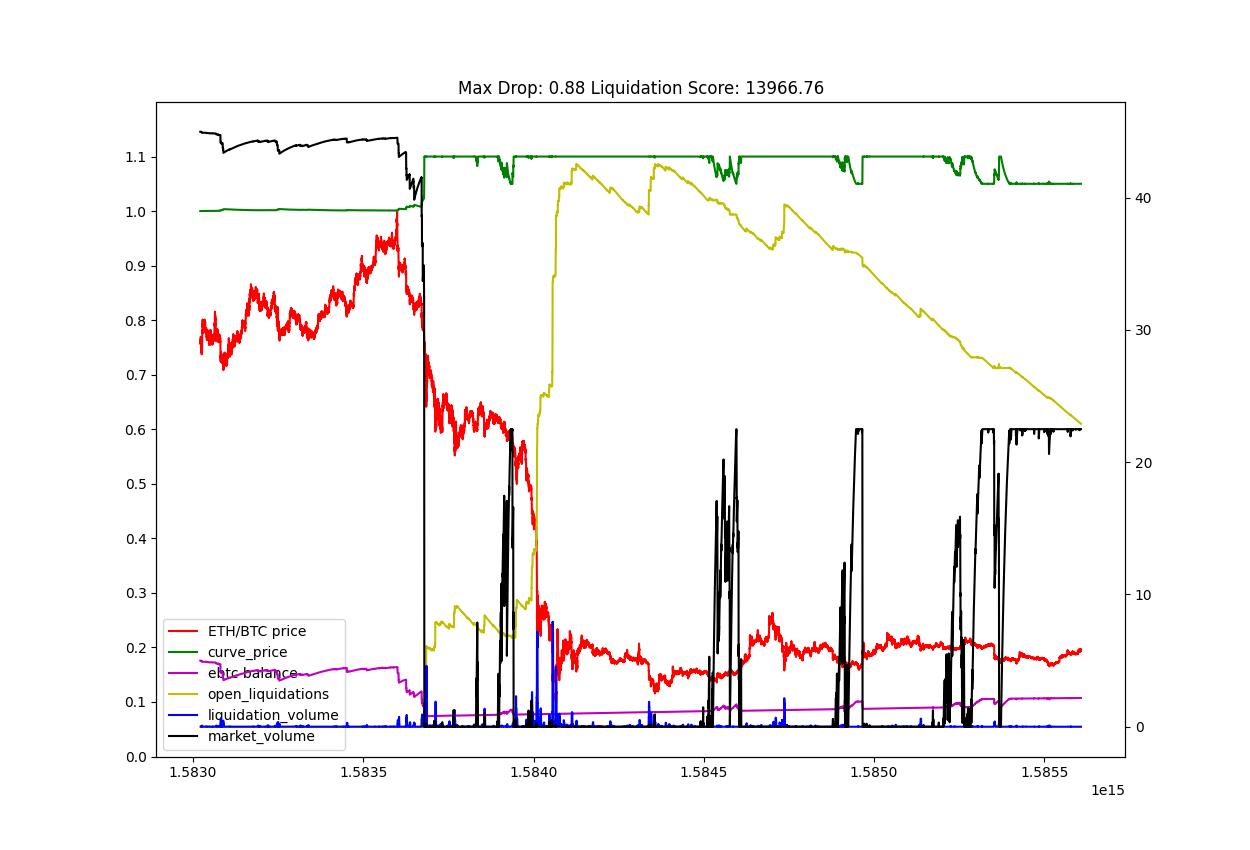 Max Drop: 0.88 Liquidation Score: 13966.76
1.1
1.0
0.9
0.8
0.7
0.6
0.5
0.4
0.3
0.2
0.1
0.0
40
30
20
10
0
ETH/BTC price
curve_price
ebtc balance
open_liquidations
liquidation_volume
market_volume
1.5830 1.5835 1.5840 1.5845 1.5850 1.5855
1e15